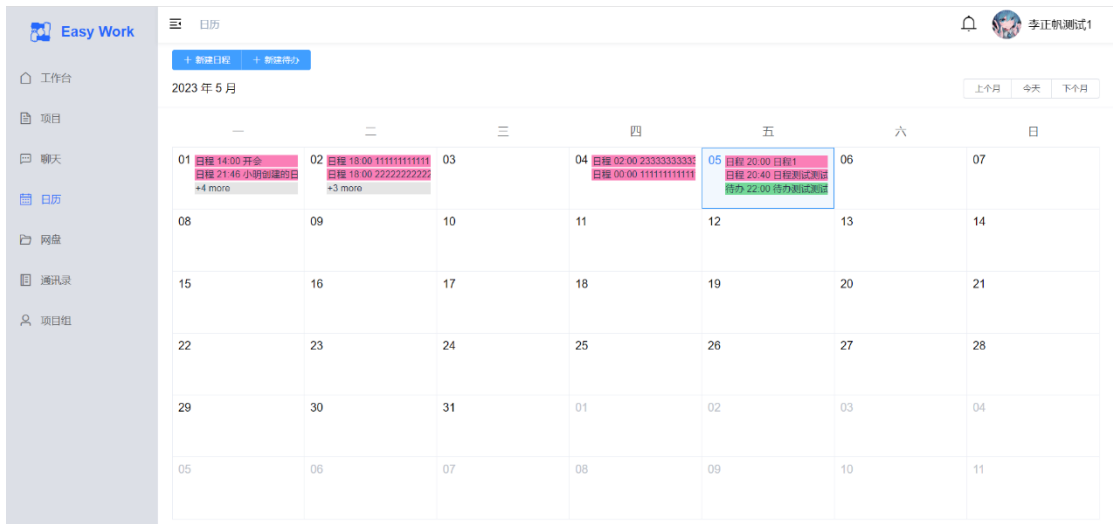 Easy Work
日历
李正帆测试1
工作台
项目
聊天
日历
网盘
通讯录
项目组
+ 新建日程 + 新建待办
2023 年 5 月
上个月 今天 下个月
一 二 三 四 五 六 日
01 日程 14:00 开会
日程 21:46 小明创建的日
+4 more
02 日程 18:00 111111111111
日程 18:00 22222222222
+3 more
03
04 日程 02:00 23333333333
日程 00:00 111111111111
05 日程 20:00 日程1
日程 20:40 日程测试测试
待办 22:00 待办测试测试
06
07
08 09 10 11 12 13 14
15 16 17 18 19 20 21
22 23 24 25 26 27 28
29 30 31 01 02 03 04
05 06 07 08 09 10 11